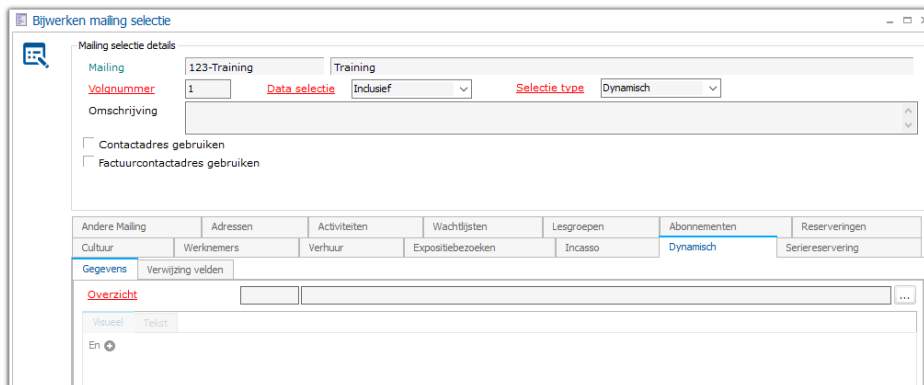 Bijwerken mailing selectie
Mailing selectie details
Mailing 123-Training Training
Volgnummer 1 Data selectie Inclusief Selectie type Dynamisch
Omschrijving
Contactadres gebruiken
Factuurcontactadres gebruiken
Andere Mailing Adressen Activiteiten Wachtlijsten Lesgroepen Abonnementen Reserveringen
Cultuur Werknemers Verhuur Expositiebezoeken Incasso Dynamisch Seriereservering
Gegevens Verwijzing velden
Overzicht ...
Visueel Tekst
En